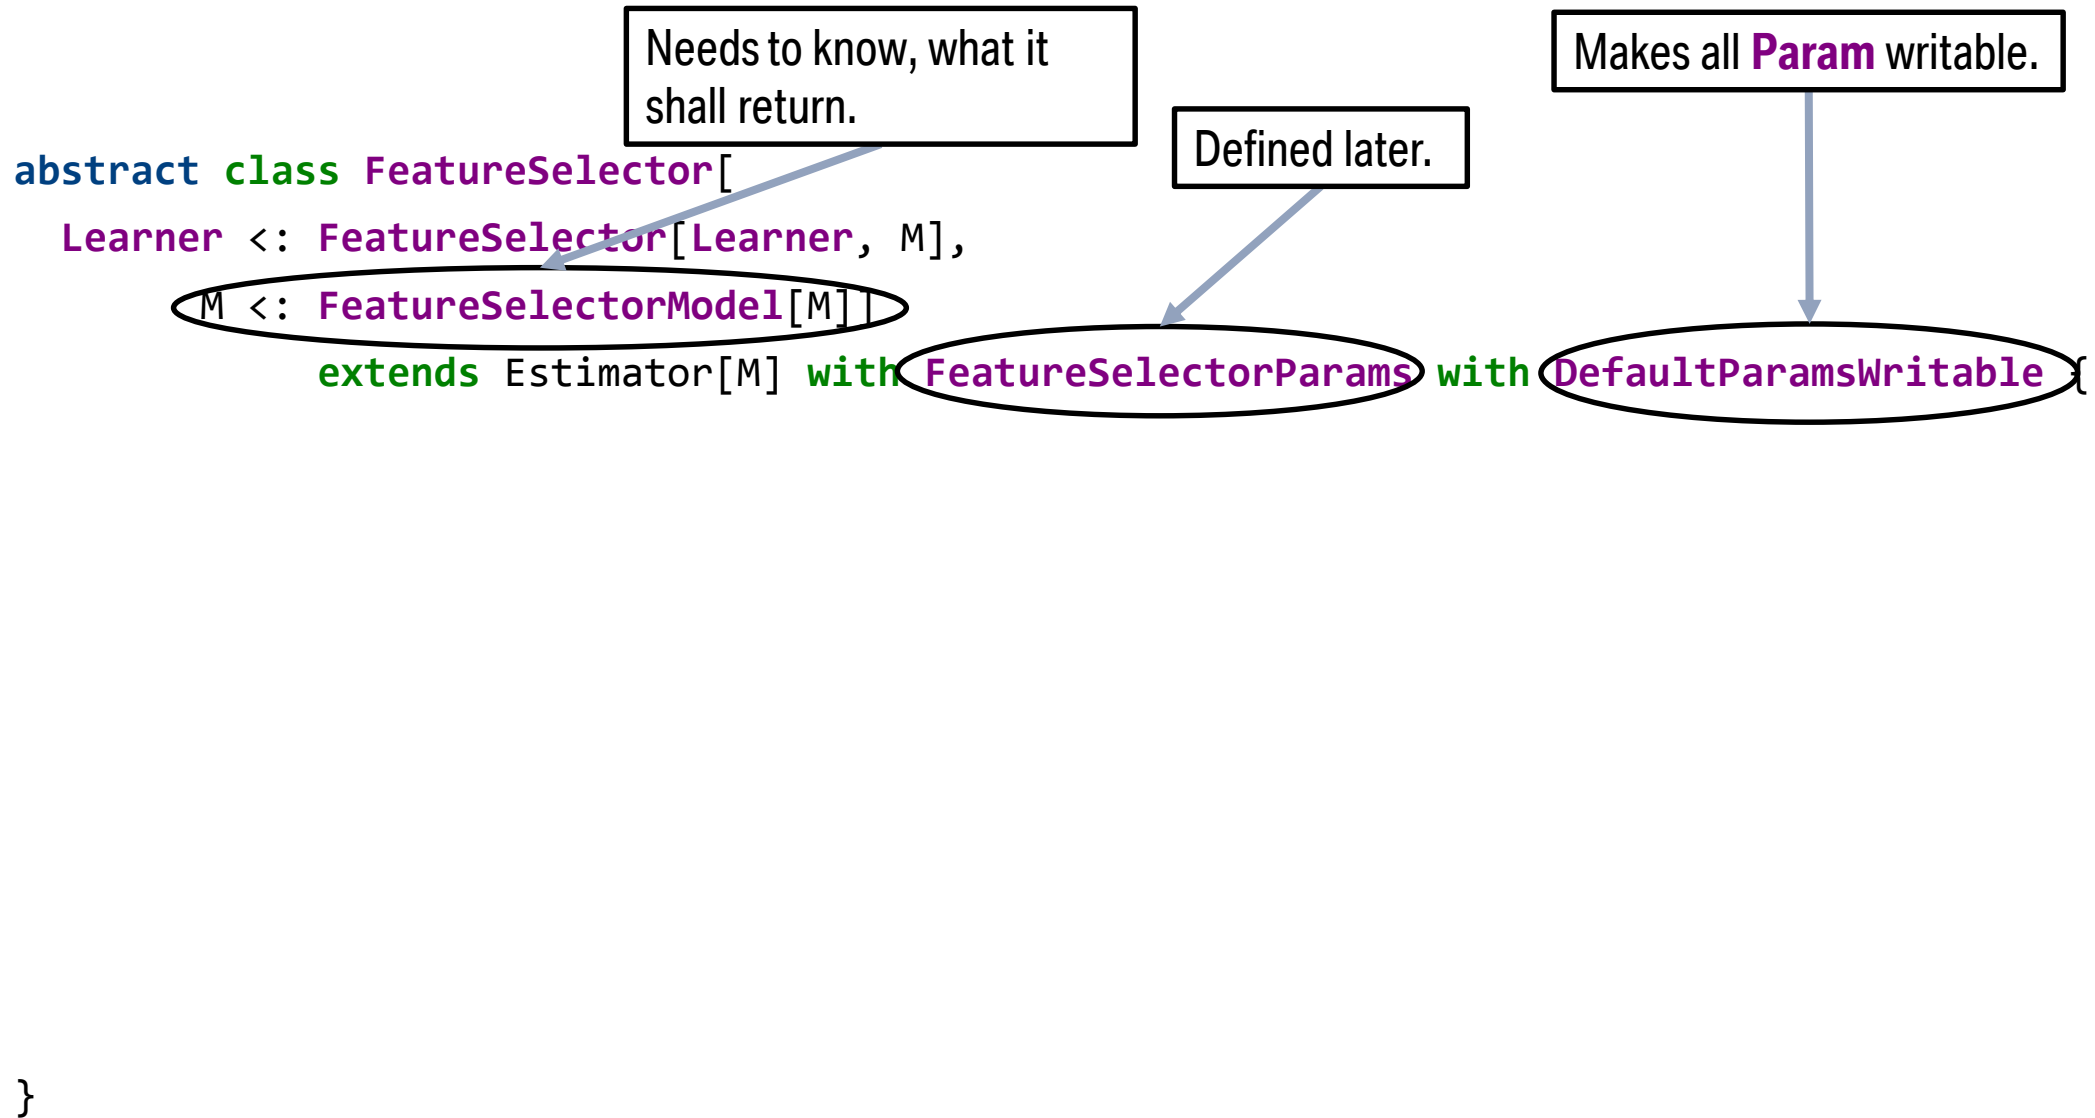 Needs to know, what it
shall return.
Makes all Param writable.
Defined later.
abstract class FeatureSelector[
Learner <: FeatureSelector[Learner, M],
M <: FeatureSelectorModel[M]]
extends Estimator[M] with FeatureSelectorParams with DefaultParamsWritable {
}